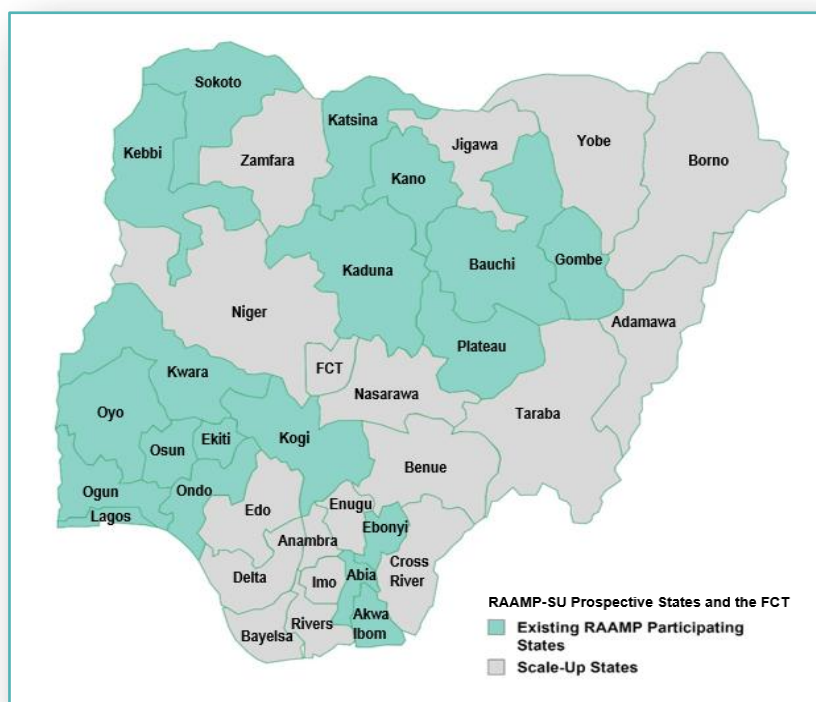 Sokoto
Katsina
Kebbi
Zamfara
Jigawa
Yobe
Borno
Kano
Kaduna
Bauchi
Gombe
Niger
Adamawa
Plateau
FCT
Kwara
Nasarawa
Oyo
Taraba
Kogi
Osun
Ekiti
Benue
Ogun
Ondo
Lagos
Edo
Enugu
Ebonyi
Anambra
Cross
River
Delta
Imo
Abia
Akwa
Ibom
Rivers
Bayelsa
RAAMP-SU Prospective States and the FCT
Existing RAAMP Participating
States
Scale-Up States